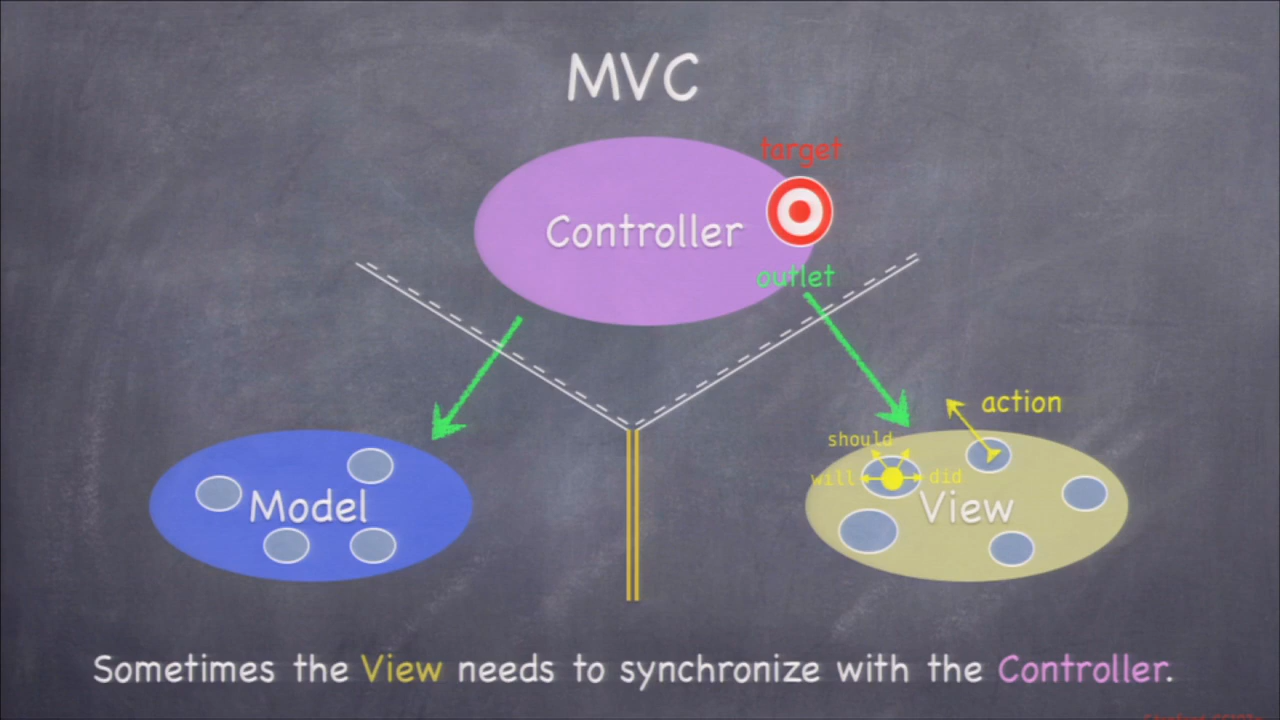 MVC
target
Controller
outlet
action
should
will
did
Model
View
Sometimes the View needs to synchronize with the Controller.